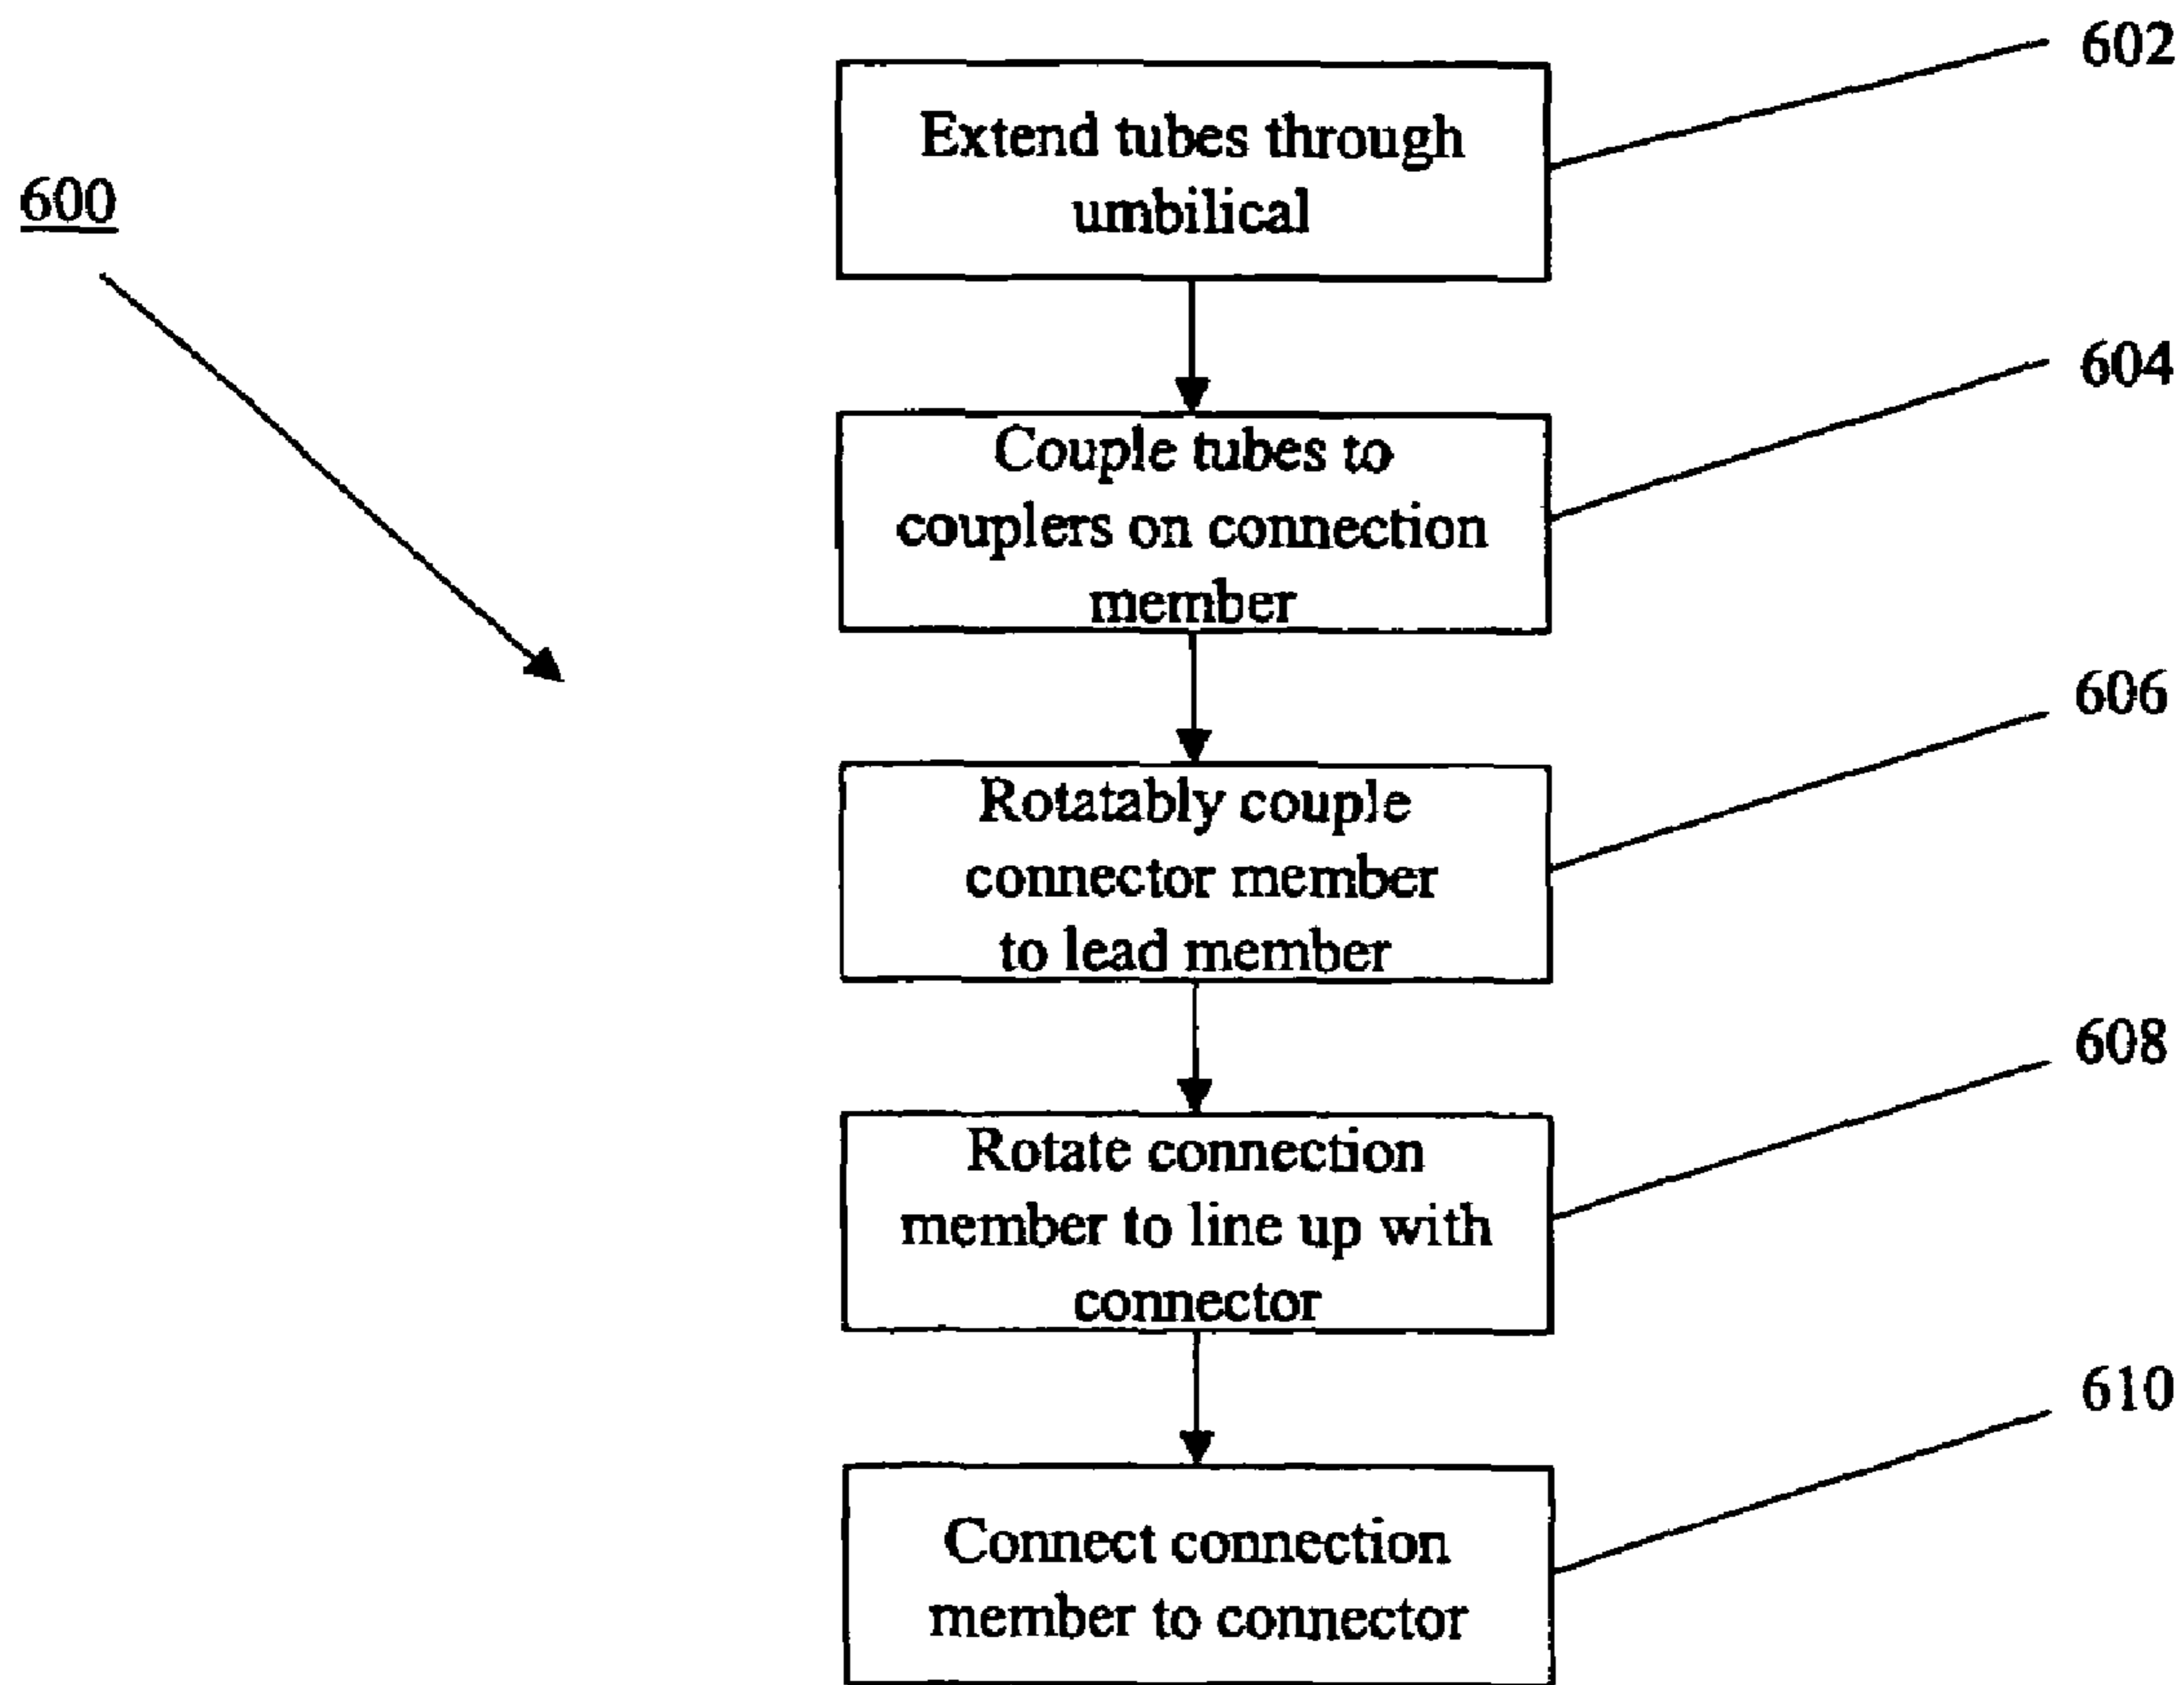 602
Extend tubes through
umbilical
600
604
Couple tubes to
couplers on connection
member
606
Rotatably couple
connector member
to lead member
608
Rotate connection
member to line up with
connector
610
Connect connection
member to connector